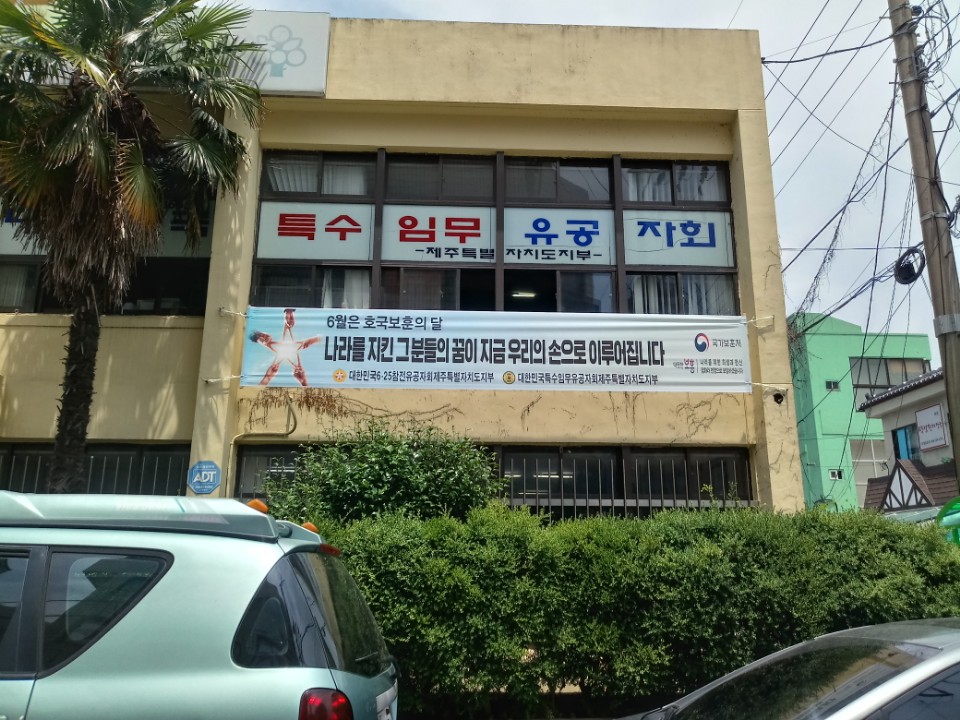 특수 임무 유공 자회
-제주특별 자치도지부-
6월은 호국보훈의 달
나라를 지킨 그 분들의 꿈이 지금 우리의 손으로 이루어집니다
국가보훈처
대한민국6·25참전유공자회제주특별자치도지부
대한민국특수임무유공자회제주특별자치도지부
ADT